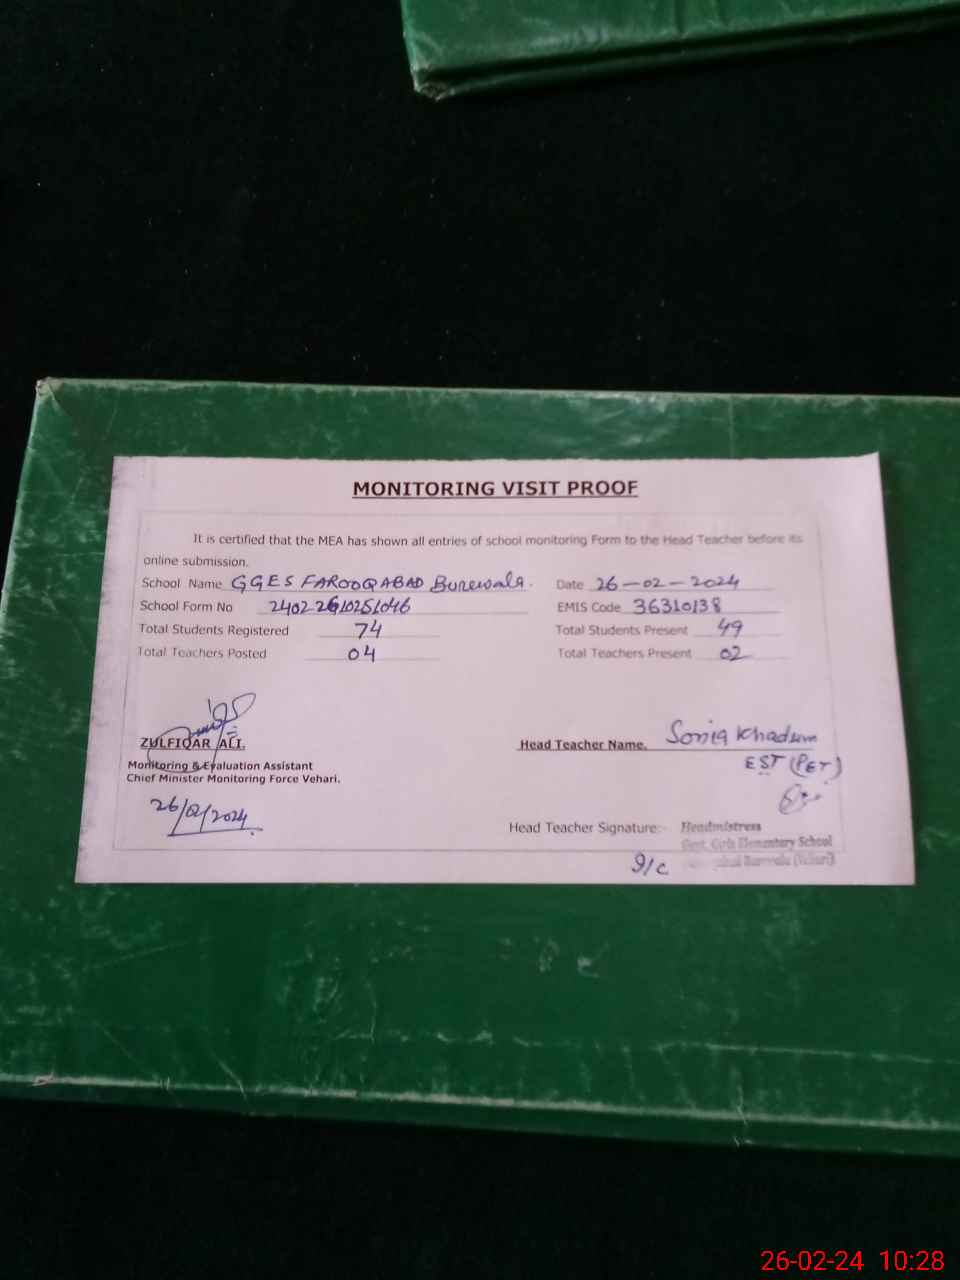 MONITORING VISIT PROOF
It is certified that the MEA has shown all entries of school monitoring Form to the Head Teacher before its
online submission.
School Name GGES FAROOQABAD Burewala. Date 26-02-2024
School Form No EMIS Code 36310138
Total Students Registered 74 Total Students Present 49
Total Teachers Posted 04 Total Teachers Present 02
ZULFIQAR ALI. Head Teacher Name. Sonia Khadum
Monitoring & Evaluation Assistant EST (PET)
Chief Minister Monitoring Force Vehari.
26/02/2024
Head Teacher Signature:- Headmistress
Govt. Girls Elementary School
I/c Burewala (Vehari)
26-02-24 10:28